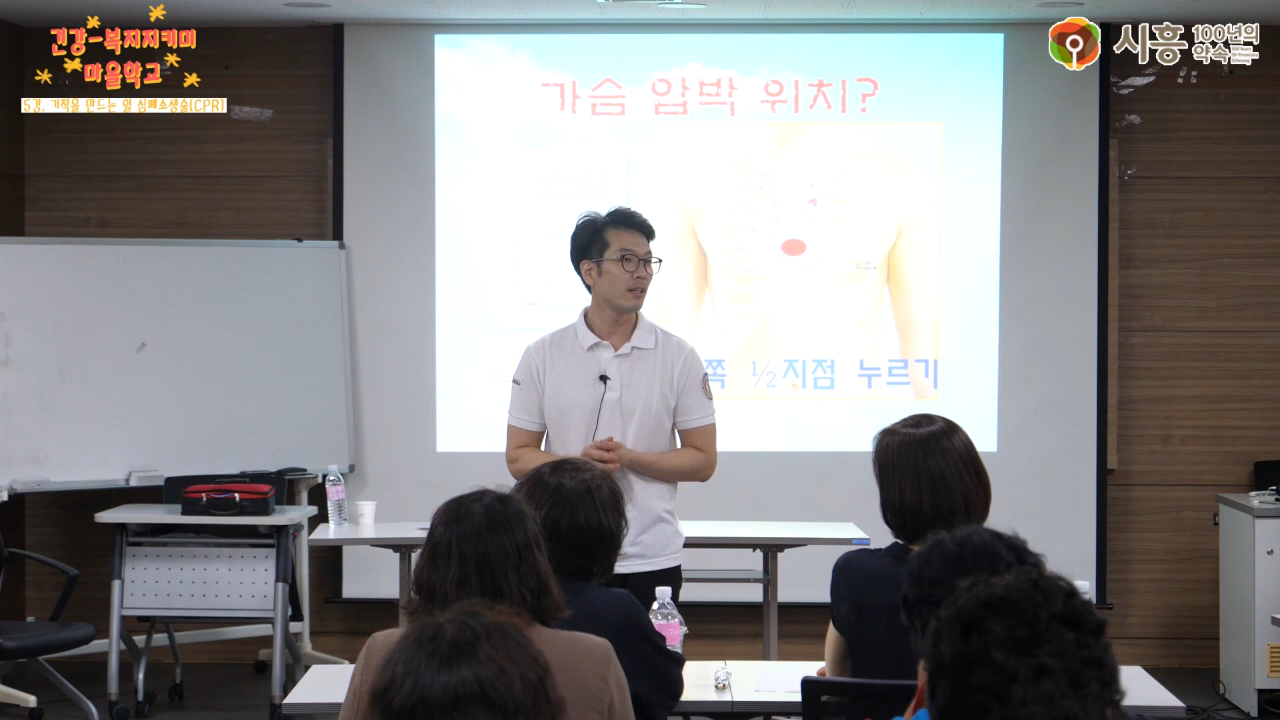 건강-복지지키미
마을학교
5강. 기적을 만드는 일 심폐소생술(CPR)
시흥 100년의 약속
가슴 압박 위치?
쪽 ½지점 누르기